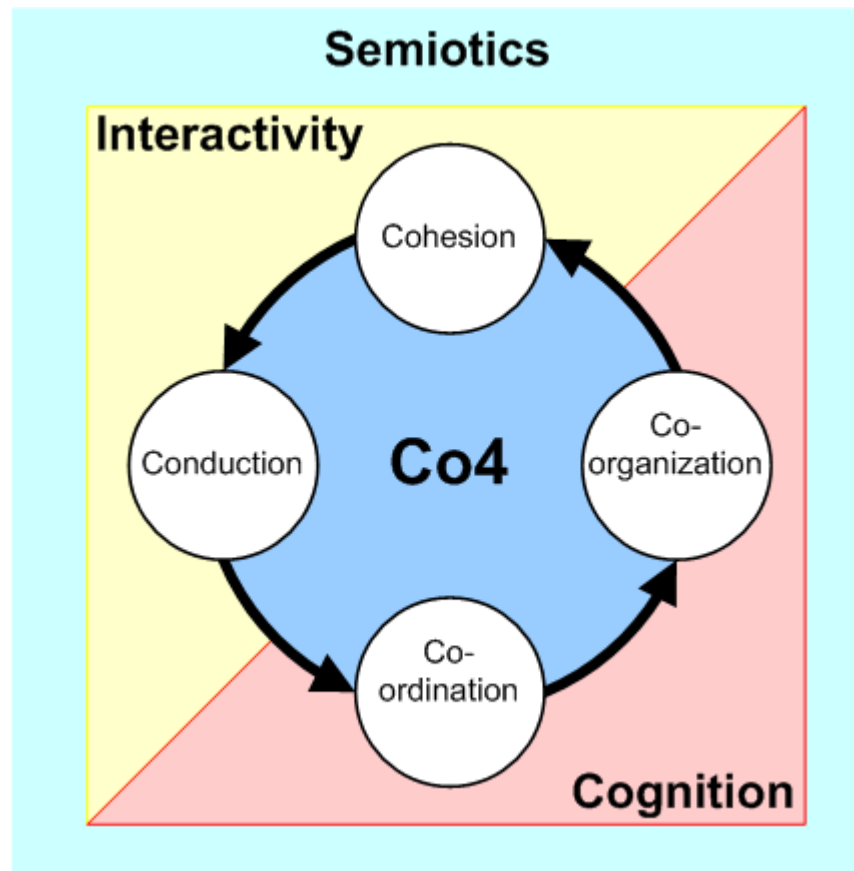 Semiotics
Interactivity
Cohesion
Conduction
Co4
Co-
organization
Co-
ordination
Cognition